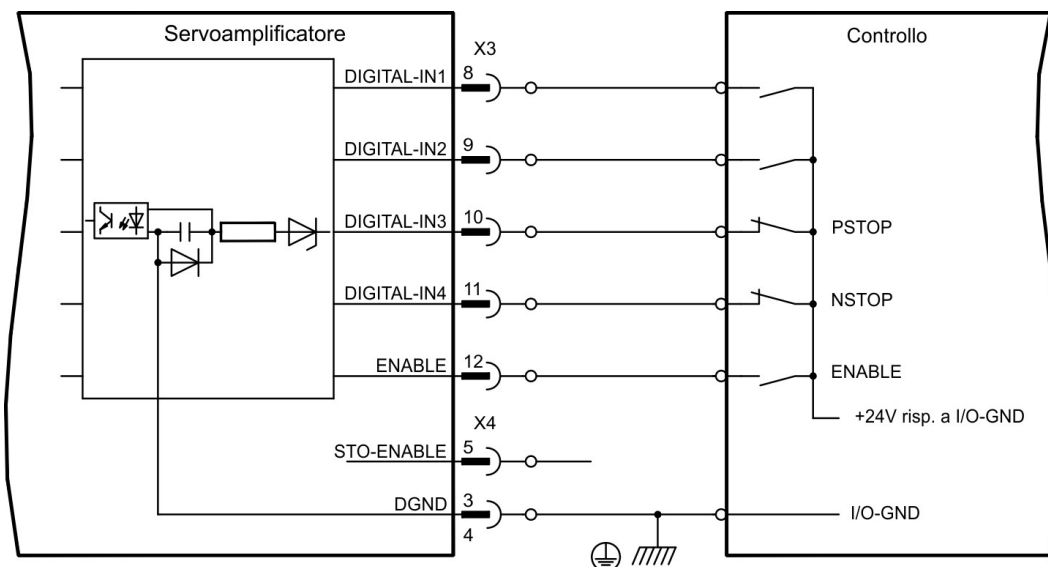 Servoamplificatore
Controllo
X3
DIGITAL-IN1 8
DIGITAL-IN2 9
DIGITAL-IN3 10 PSTOP
DIGITAL-IN4 11 NSTOP
ENABLE 12 ENABLE
+24V risp. a I/O-GND
X4
STO-ENABLE 5
DGND 3 I/O-GND
4